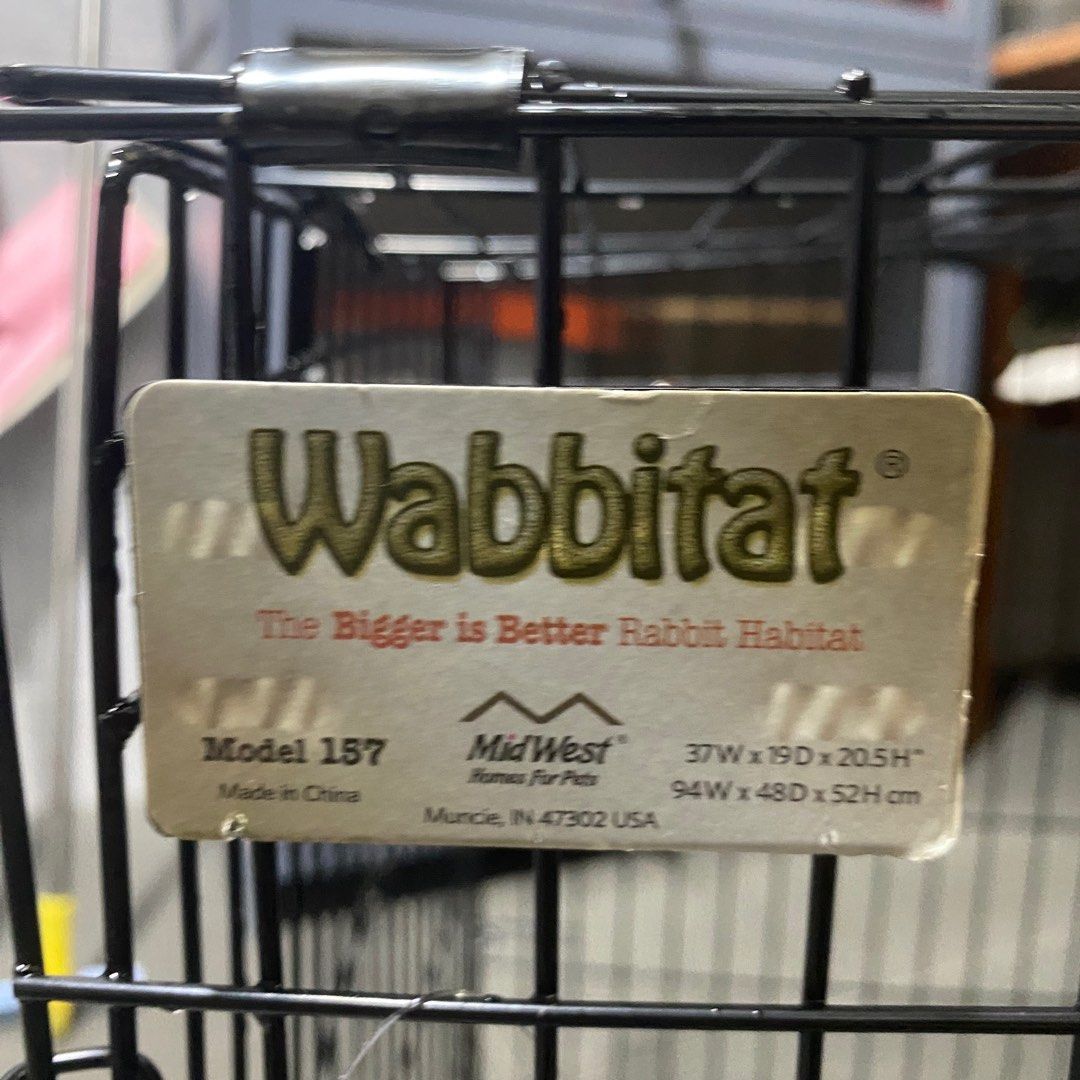 Wabbitat®
The Bigger is Better Rabbit Habitat
Model 157
Made in China
MidWest®
Homes For Pets
Muncie, IN 47302 USA
37W x 19D x 20.5H"
94W x 48D x 52H cm